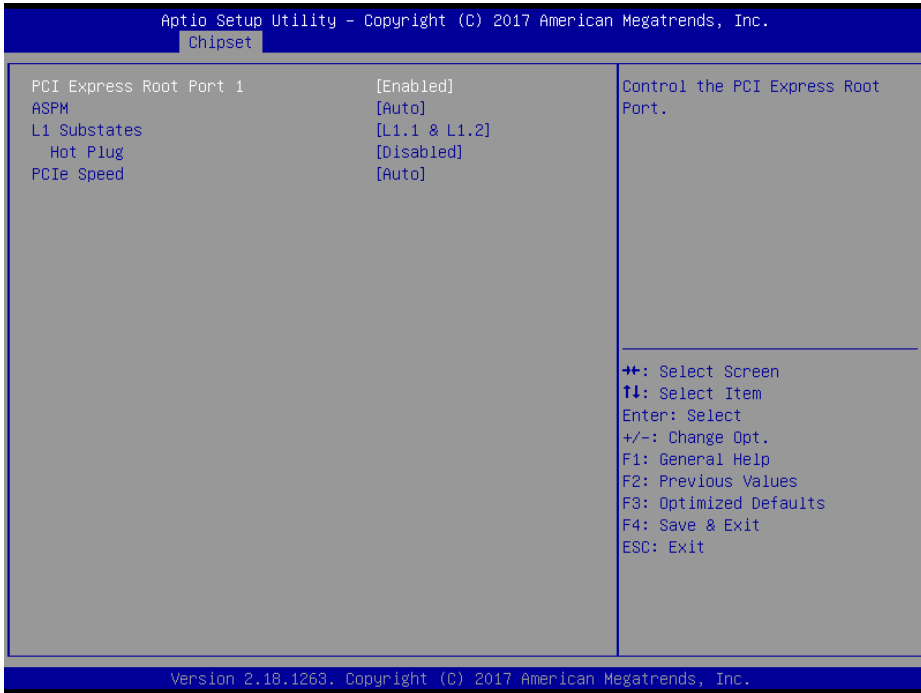 Aptio Setup Utility – Copyright (C) 2017 American Megatrends, Inc.
Chipset
PCI Express Root Port 1 [Enabled]
ASPM [Auto]
L1 Substates [L1.1 & L1.2]
Hot Plug [Disabled]
PCIe Speed [Auto]
Control the PCI Express Root
Port.
→←: Select Screen
↑↓: Select Item
Enter: Select
+/-: Change Opt.
F1: General Help
F2: Previous Values
F3: Optimized Defaults
F4: Save & Exit
ESC: Exit
Version 2.18.1263. Copyright (C) 2017 American Megatrends, Inc.